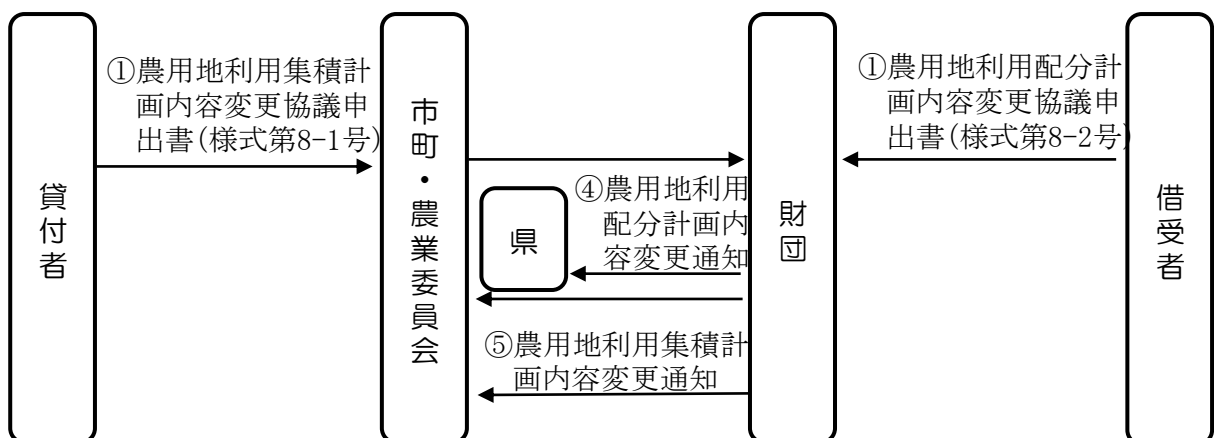 貸付者
①農用地利用集積計
画内容変更協議申
出書(様式第8-1号)
市町・農業委員会
県
④農用地利用
配分計画内
容変更通知
⑤農用地利用集積計
画内容変更通知
財団
①農用地利用配分計
画内容変更協議申
出書(様式第8-2号)
借受者